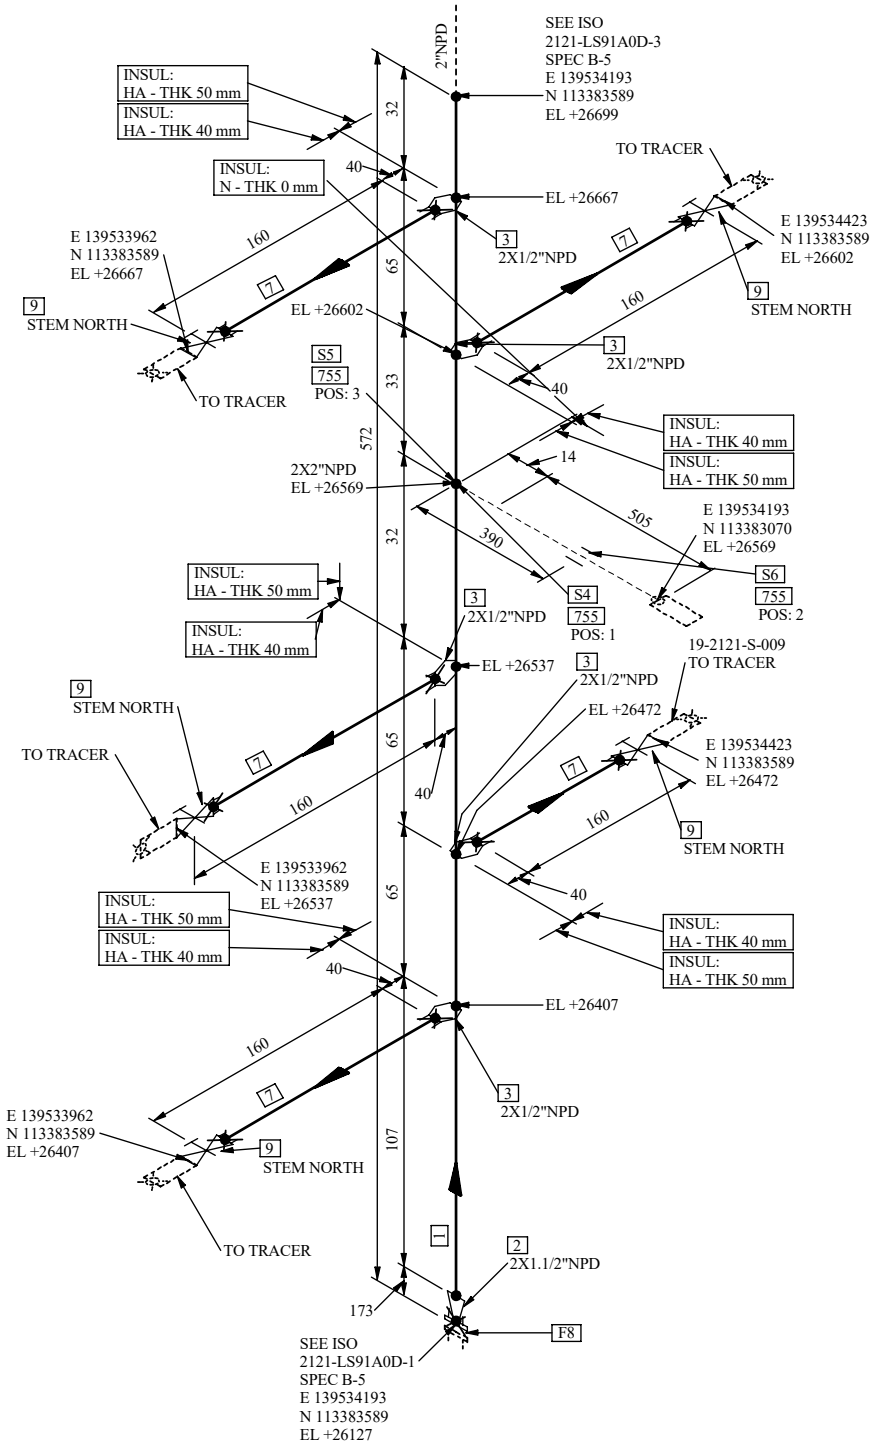 SEE ISO
2121-LS91A0D-3
SPEC B-5
E 139534193
N 113383589
EL +26699
2"NPD
INSUL:
HA - THK 50 mm
INSUL:
HA - THK 40 mm
32
INSUL:
N - THK 0 mm
40
TO TRACER
EL +26667
3
2X1/2"NPD
7
E 139534423
N 113383589
EL +26602
160
E 139533962
N 113383589
EL +26667
65
7
160
9
STEM NORTH
9
STEM NORTH
EL +26602
3
2X1/2"NPD
S5
755
POS: 3
33
40
TO TRACER
572
INSUL:
HA - THK 40 mm
14
INSUL:
HA - THK 50 mm
2X2"NPD
EL +26569
505
E 139534193
N 113383070
EL +26569
390
32
INSUL:
HA - THK 50 mm
S6
755
POS: 2
S4
755
POS: 1
3
2X1/2"NPD
INSUL:
HA - THK 40 mm
19-2121-S-009
TO TRACER
3
2X1/2"NPD
EL +26537
9
STEM NORTH
EL +26472
E 139534423
N 113383589
EL +26472
TO TRACER
7
65
7
40
160
160
9
STEM NORTH
E 139533962
N 113383589
EL +26537
65
INSUL:
HA - THK 50 mm
40
INSUL:
HA - THK 40 mm
INSUL:
HA - THK 40 mm
INSUL:
HA - THK 50 mm
40
EL +26407
160
7
3
2X1/2"NPD
E 139533962
N 113383589
EL +26407
9
STEM NORTH
107
TO TRACER
1
2
2X1.1/2"NPD
173
F8
SEE ISO
2121-LS91A0D-1
SPEC B-5
E 139534193
N 113383589
EL +26127